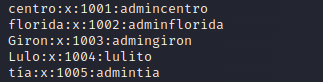 centro:x:1001:admincentro
florida:x:1002:adminflorida
Giron:x:1003:admingiron
Lulo:x:1004:lulito
tia:x:1005:admintia